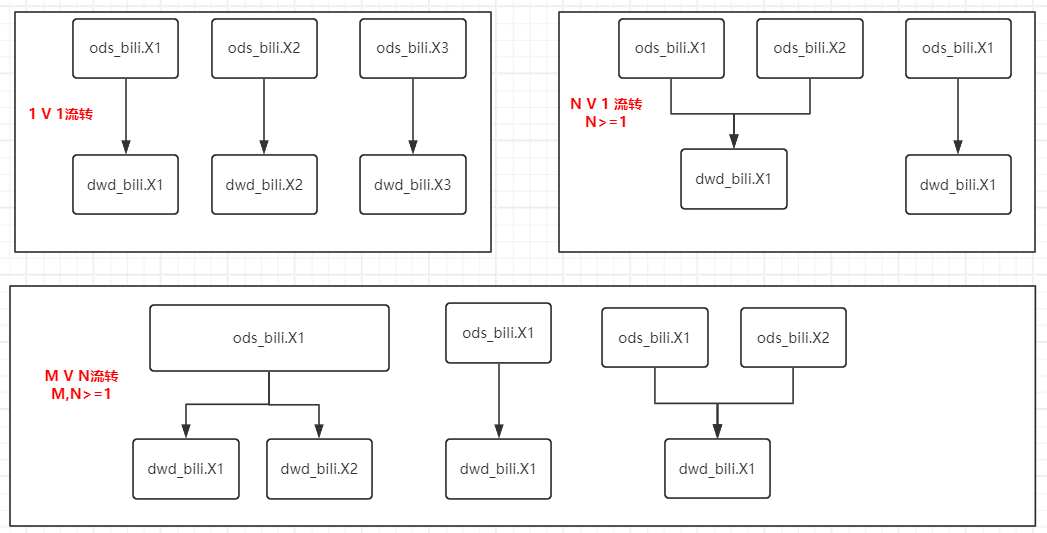 ods_bili.X1
ods_bili.X2
ods_bili.X3
1 V 1流转
dwd_bili.X1
dwd_bili.X2
dwd_bili.X3
ods_bili.X1
ods_bili.X2
ods_bili.X1
N V 1 流转
N>=1
dwd_bili.X1
dwd_bili.X1
ods_bili.X1
ods_bili.X1
ods_bili.X1
ods_bili.X2
M V N流转
M,N>=1
dwd_bili.X1
dwd_bili.X2
dwd_bili.X1
dwd_bili.X1